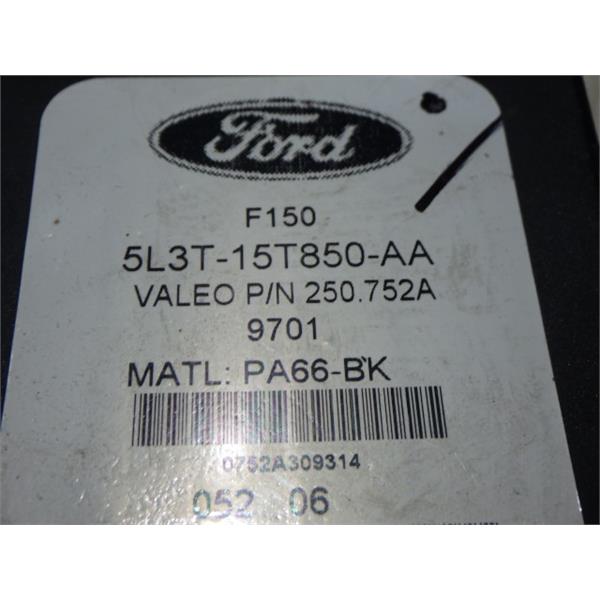 Ford
F150
5L3T-15T850-AA
VALEO P/N 250.752A
9701
MATL: PA66-BK
0752A309314
052 06